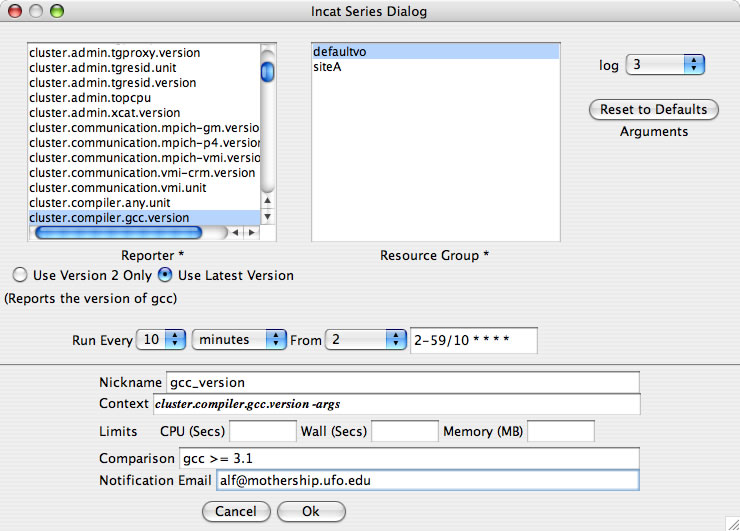 Incat Series Dialog
cluster.admin.tgproxy.version
cluster.admin.tgresid.unit
cluster.admin.tgresid.version
cluster.admin.topcpu
cluster.admin.xcat.version
cluster.communication.mpich-gm.versio
cluster.communication.mpich-p4.version
cluster.communication.mpich-vmi.versio
cluster.communication.vmi-crm.version
cluster.communication.vmi.unit
cluster.compiler.any.unit
cluster.compiler.gcc.version
Reporter *
defaultvo
siteA
Resource Group *
log 3
Reset to Defaults
Arguments
Use Version 2 Only Use Latest Version
(Reports the version of gcc)
Run Every 10 minutes From 2 2-59/10 * * * *
Nickname gcc_version
Context cluster.compiler.gcc.version -args
Limits CPU (Secs) Wall (Secs) Memory (MB)
Comparison gcc >= 3.1
Notification Email alf@mothership.ufo.edu
Cancel Ok